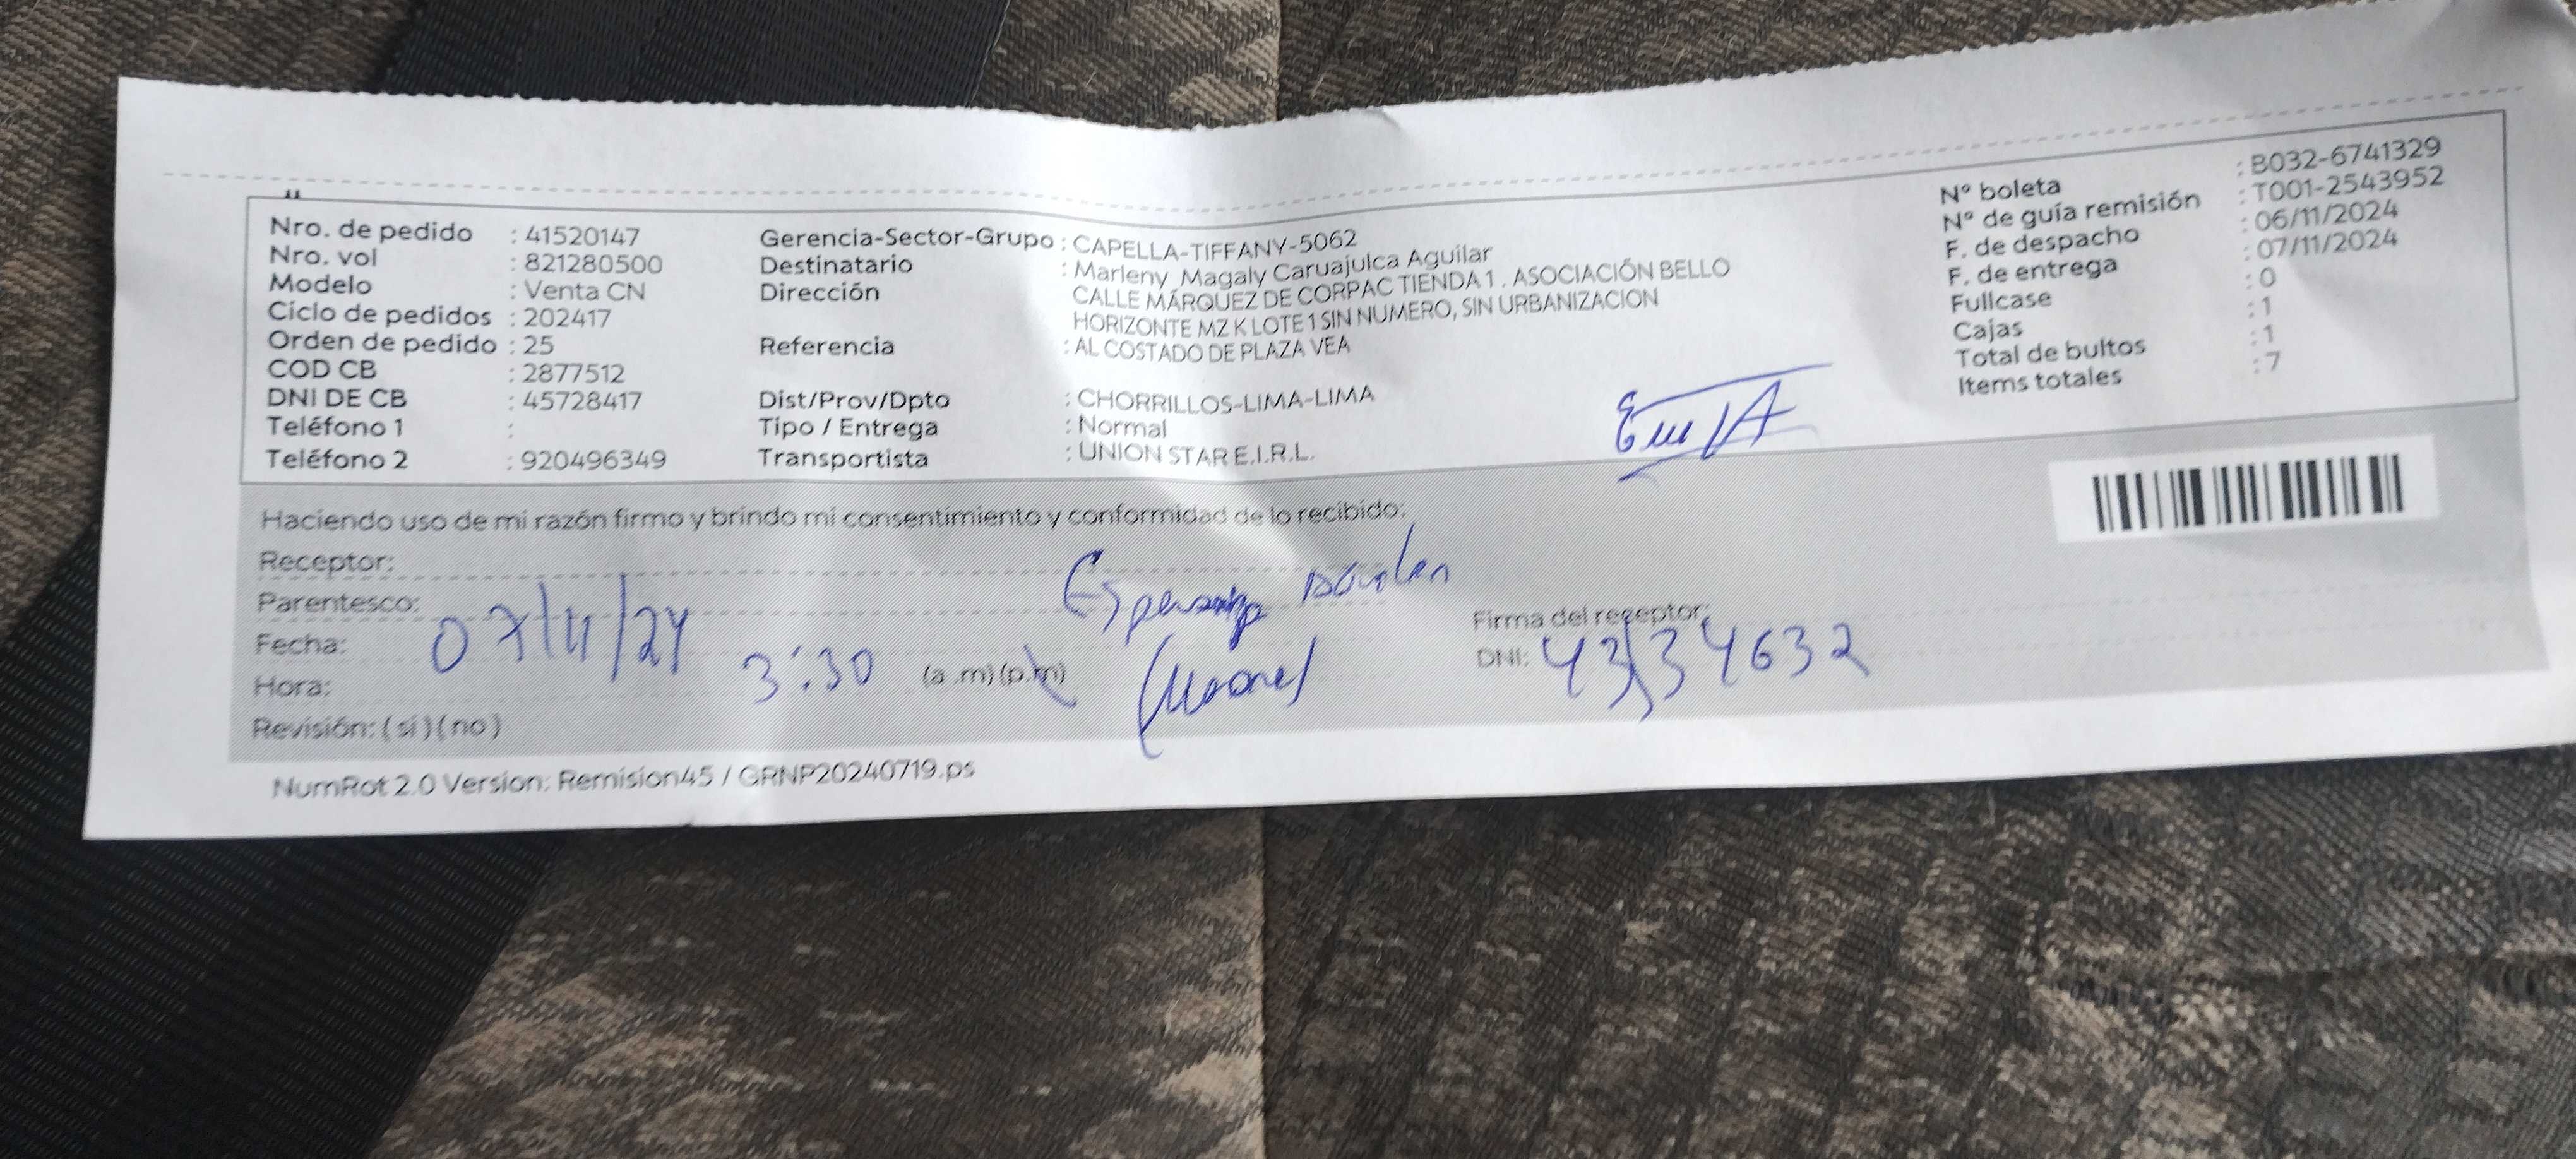 Nro. de pedido : 41520147
Nro. vol : 821280500
Modelo : Venta CN
Ciclo de pedidos : 202417
Orden de pedido : 25
COD CB : 2877512
DNI DE CB : 45728417
Teléfono 1 :
Teléfono 2 : 920496349
Gerencia-Sector-Grupo : CAPELLA-TIFFANY-5062
Destinatario : Marleny Magaly Caruajulca Aguilar
Dirección CALLE MÁRQUEZ DE CORPAC TIENDA 1 . ASOCIACIÓN BELLO
HORIZONTE MZ K LOTE 1 SIN NUMERO, SIN URBANIZACION
Referencia : AL COSTADO DE PLAZA VEA
Dist/Prov/Dpto : CHORRILLOS-LIMA-LIMA
Tipo / Entrega : Normal
Transportista : UNION STAR E.I.R.L.
Nº boleta : B032-6741329
Nº de guía remisión : T001-2543952
F. de despacho : 06/11/2024
F. de entrega : 07/11/2024
Fullcase : 0
Cajas : 1
Total de bultos : 1
Items totales : 7
Haciendo uso de mi razón firmo y brindo mi consentimiento y conformidad de lo recibido:
Receptor:
Parentesco:
Fecha: 07/11/24
Hora: 3:30 (a .m) (p.m)
Revisión: ( si ) ( no )
Esperanza
Firma del receptor:
DNI: 43134632
NumRot 2.0 Version: Remision45 / GRNP20240719.ps